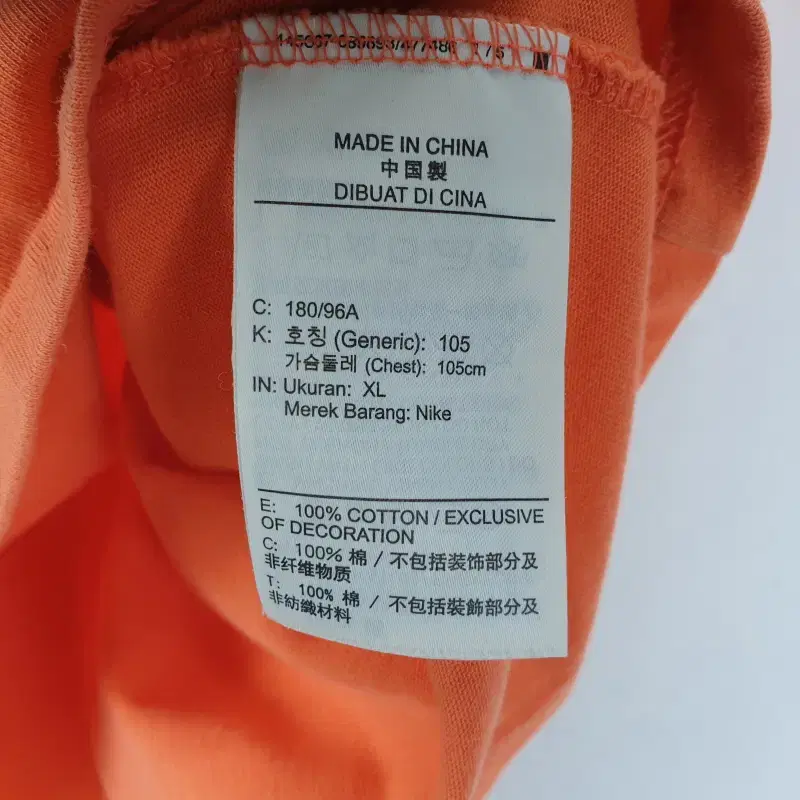 MADE IN CHINA
中国製
DIBUAT DI CINA
C: 180/96A
K: 호칭 (Generic): 105
가슴둘레 (Chest): 105cm
IN: Ukuran: XL
Merek Barang: Nike
E: 100% COTTON / EXCLUSIVE
OF DECORATION
C: 100% 棉 / 不包括装饰部分及
非纤维物质
T: 100% 棉 / 不包括裝飾部分及
非紡織材料